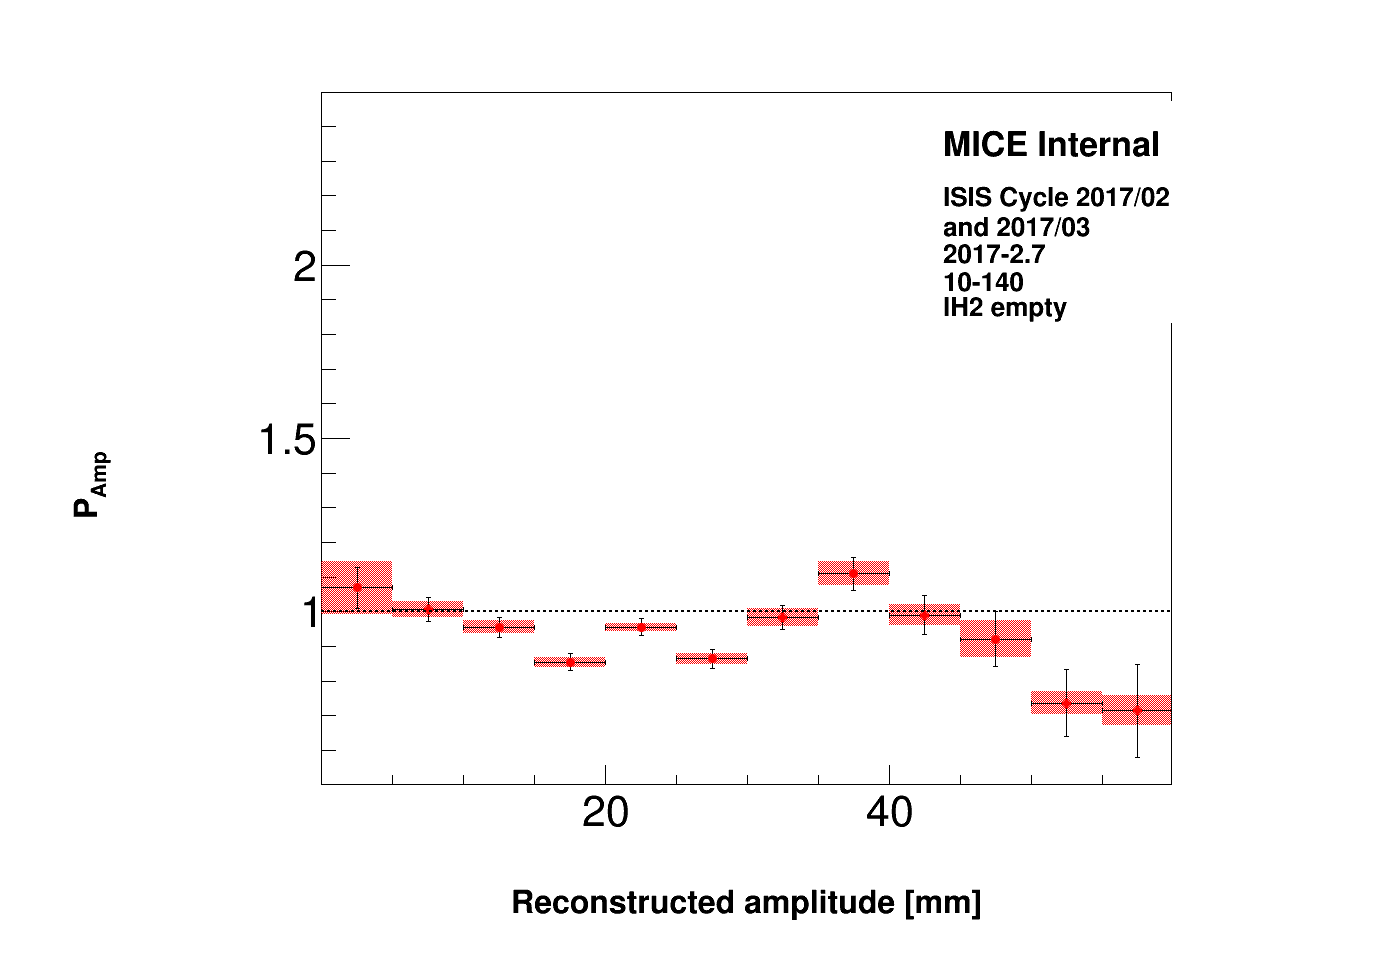 MICE Internal
ISIS Cycle 2017/02
and 2017/03
2017-2.7
10-140
lH2 empty
2
1.5
1
P_Amp
20
40
Reconstructed amplitude [mm]